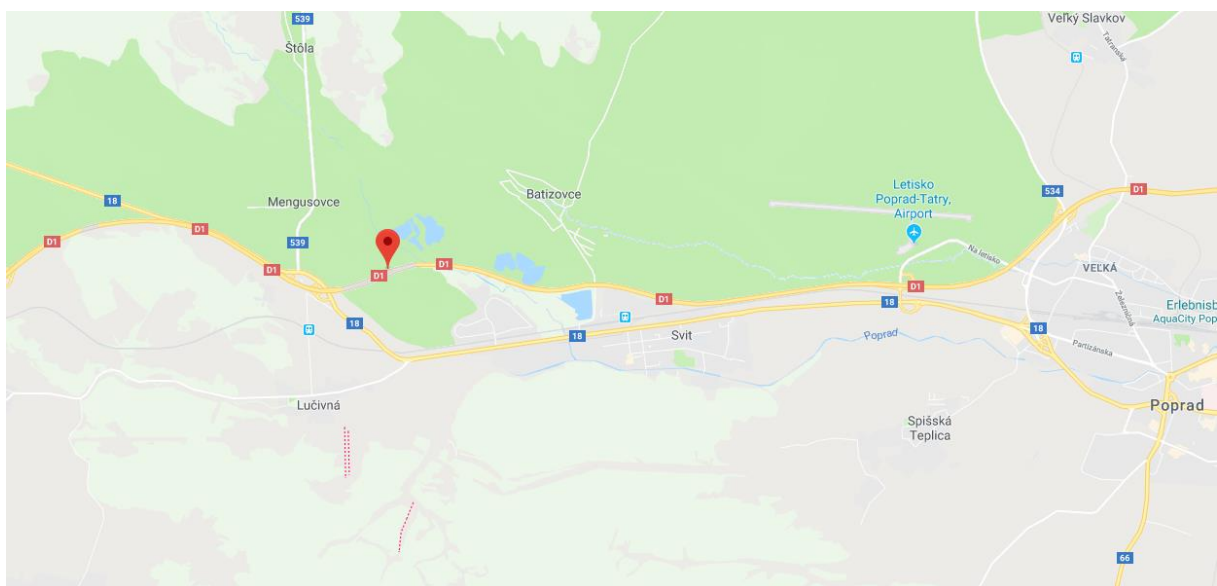 539
Veľký Slavkov
Štôla
Tatranská
Batizovce
Letisko
Poprad-Tatry,
Airport
534
D1
18
Mengusovce
D1
D1
539
Na letisko
VEĽKÁ
D1
D1
D1
D1
D1
Železničná
Erlebnisb
AquaCity Pop
18
18
18
18
Svit
Poprad
Partizánska
Lučivná
Spišská
Teplica
Poprad
66